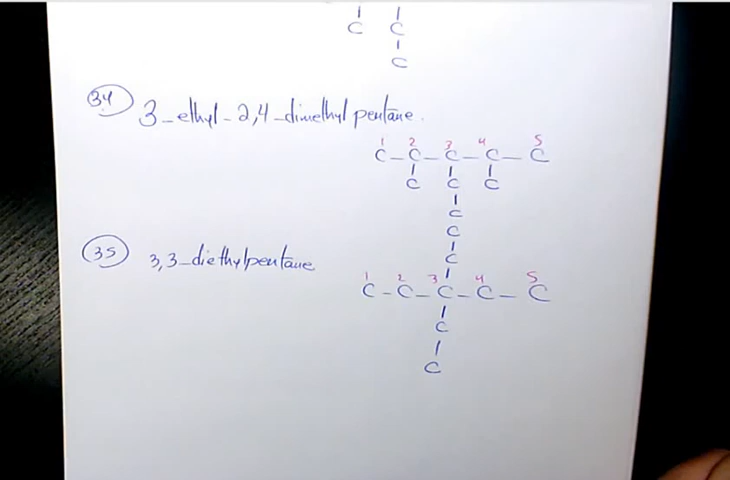 C C
C
34 3-ethyl-2,4-dimethyl pentane.
1 2 3 4 5
C-C-C-C-C
C C C
C
35 3,3-diethylpentane
C
C
1 2 3 4 5
C-C-C-C-C
C
C